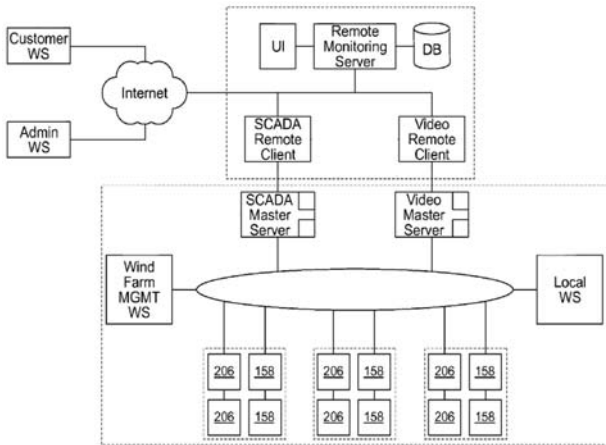 Customer
WS
Admin
WS
Internet
UI
Remote
Monitoring
Server
DB
SCADA
Remote
Client
Video
Remote
Client
SCADA
Master
Server
Video
Master
Server
Wind
Farm
MGMT
WS
Local
WS
206 158 206 158 206 158
206 158 206 158 206 158